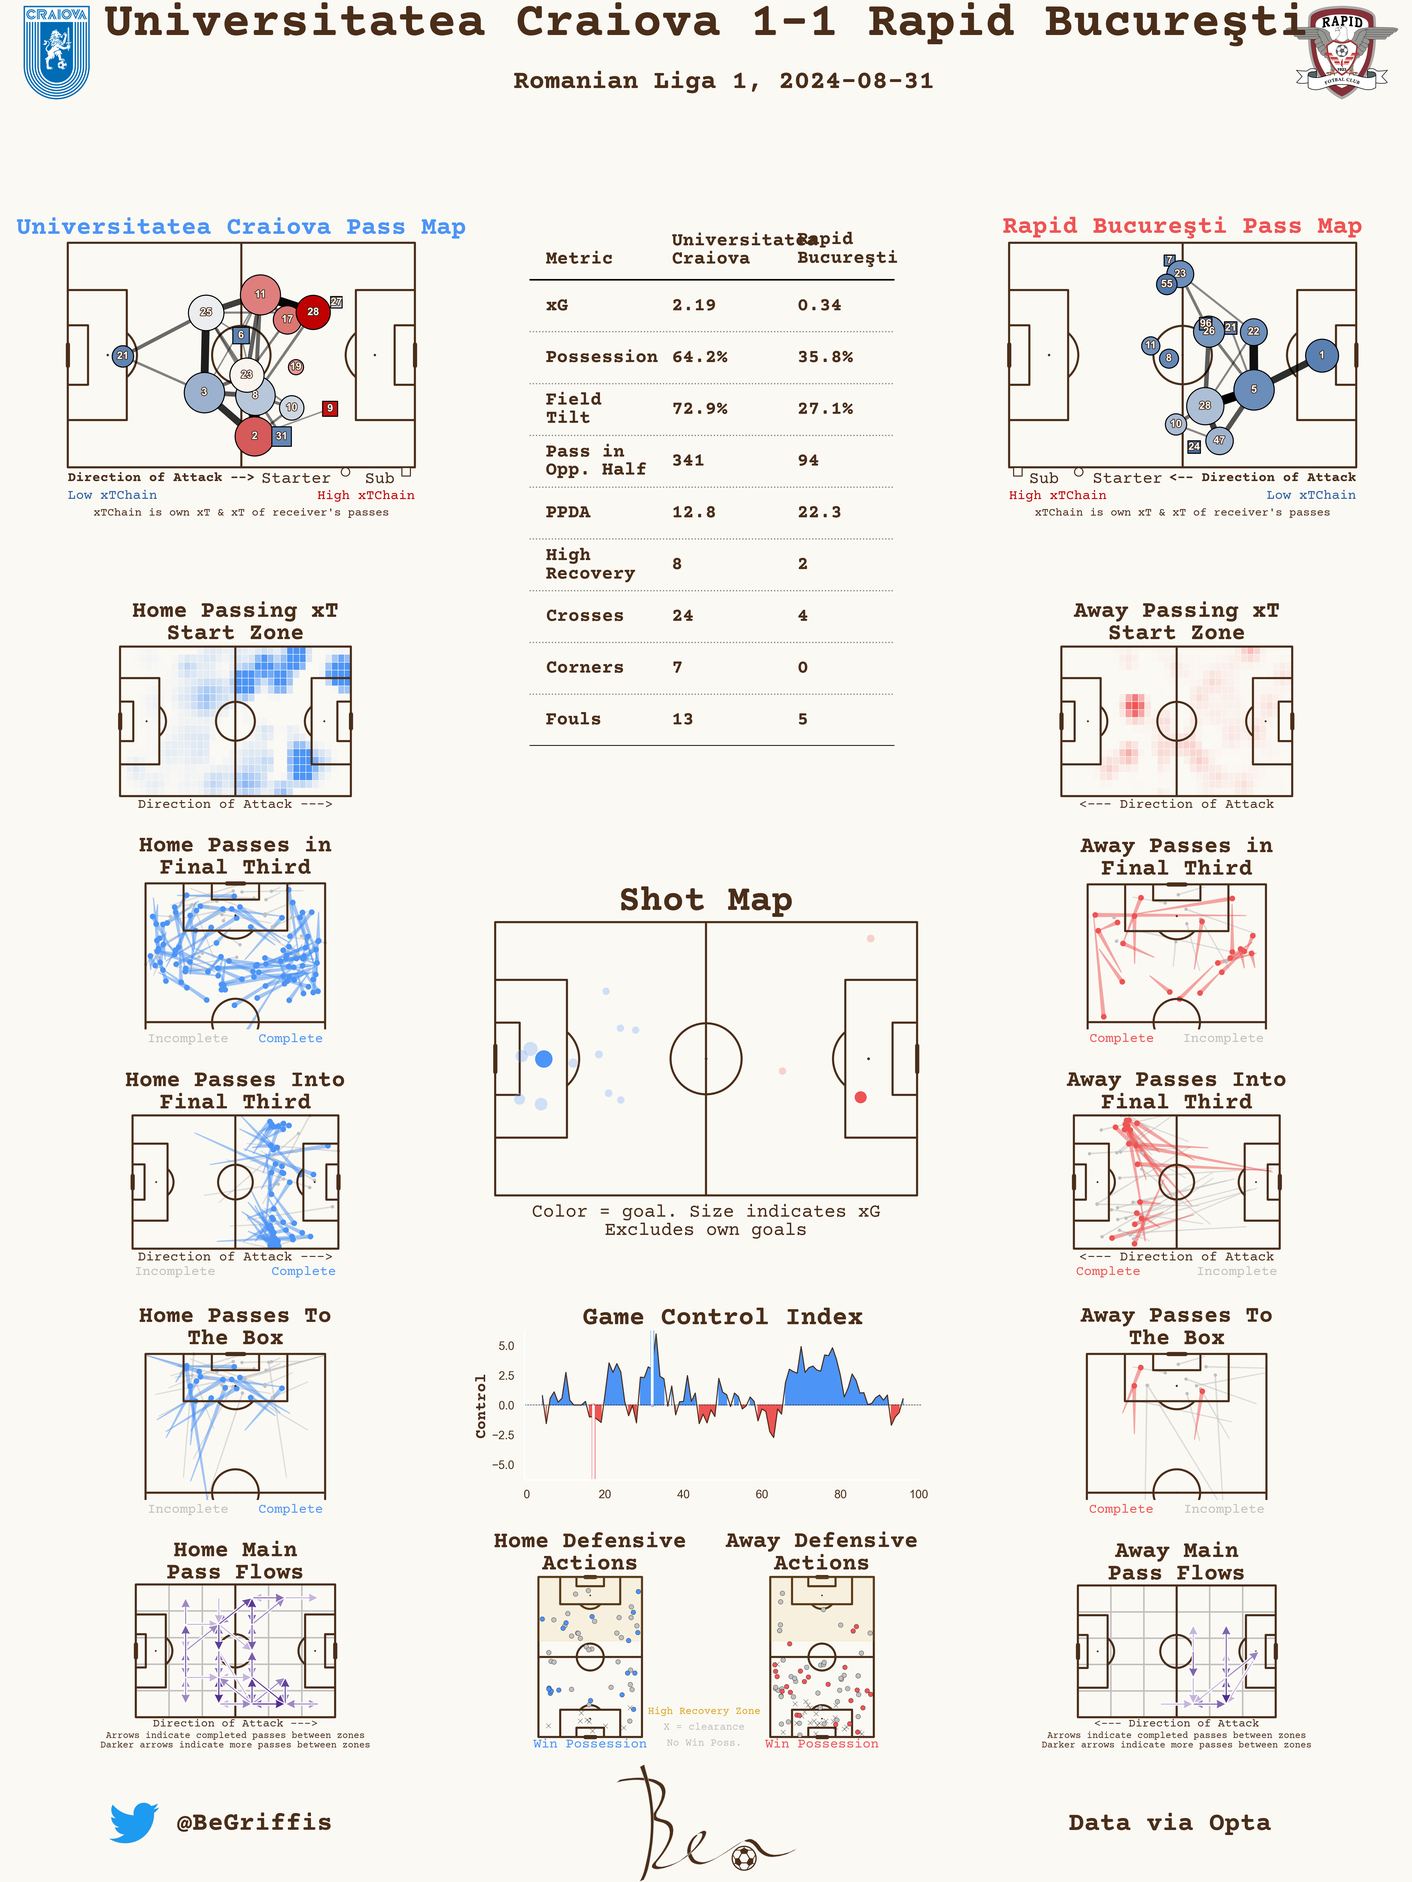 Universitatea Craiova 1-1 Rapid Bucureşti
CRAIOVA
RAPID
1923
FOTBAL CLUB
Romanian Liga 1, 2024-08-31
Universitatea Craiova Pass Map
11
25
28
27
17
6
21
19
23
3
8
10
9
2
31
Direction of Attack --> Starter Sub
Low xTChain High xTChain
xTChain is own xT & xT of receiver's passes
Metric Universitatea Craiova Rapid Bucureşti
xG 2.19 0.34
Possession 64.2% 35.8%
Field Tilt 72.9% 27.1%
Pass in Opp. Half 341 94
PPDA 12.8 22.3
High Recovery 8 2
Crosses 24 4
Corners 7 0
Fouls 13 5
Rapid Bucureşti Pass Map
7
23
55
96
26
21
22
11
8
1
5
28
10
47
24
Sub Starter <-- Direction of Attack
High xTChain Low xTChain
xTChain is own xT & xT of receiver's passes
Home Passing xT
Start Zone
Direction of Attack --->
Away Passing xT
Start Zone
<--- Direction of Attack
Home Passes in
Final Third
Incomplete Complete
Away Passes in
Final Third
Complete Incomplete
Shot Map
Color = goal. Size indicates xG
Excludes own goals
Home Passes Into
Final Third
Direction of Attack --->
Incomplete Complete
Away Passes Into
Final Third
<--- Direction of Attack
Complete Incomplete
Home Passes To
The Box
Incomplete Complete
Game Control Index
Control
5.0
2.5
0.0
−2.5
−5.0
0 20 40 60 80 100
Away Passes To
The Box
Complete Incomplete
Home Main
Pass Flows
Direction of Attack --->
Arrows indicate completed passes between zones
Darker arrows indicate more passes between zones
Home Defensive
Actions
Win Possession
High Recovery Zone
X = clearance
No Win Poss.
Away Defensive
Actions
Win Possession
Away Main
Pass Flows
<--- Direction of Attack
Arrows indicate completed passes between zones
Darker arrows indicate more passes between zones
@BeGriffis
Ben
Data via Opta